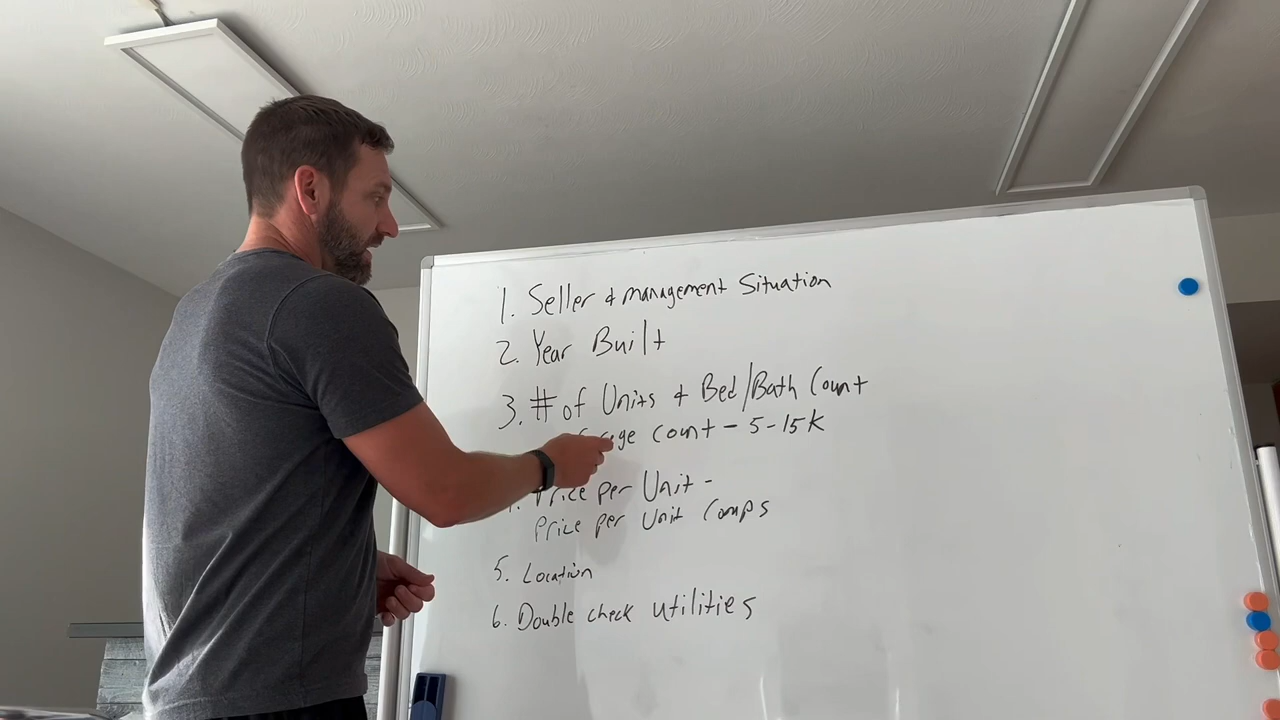 1. Seller & management Situation
2. Year Built
3. # of Units & Bed/Bath Count
count - 5-15K
Price per Unit -
Price per Unit Comps
5. Location
6. Double check utilities